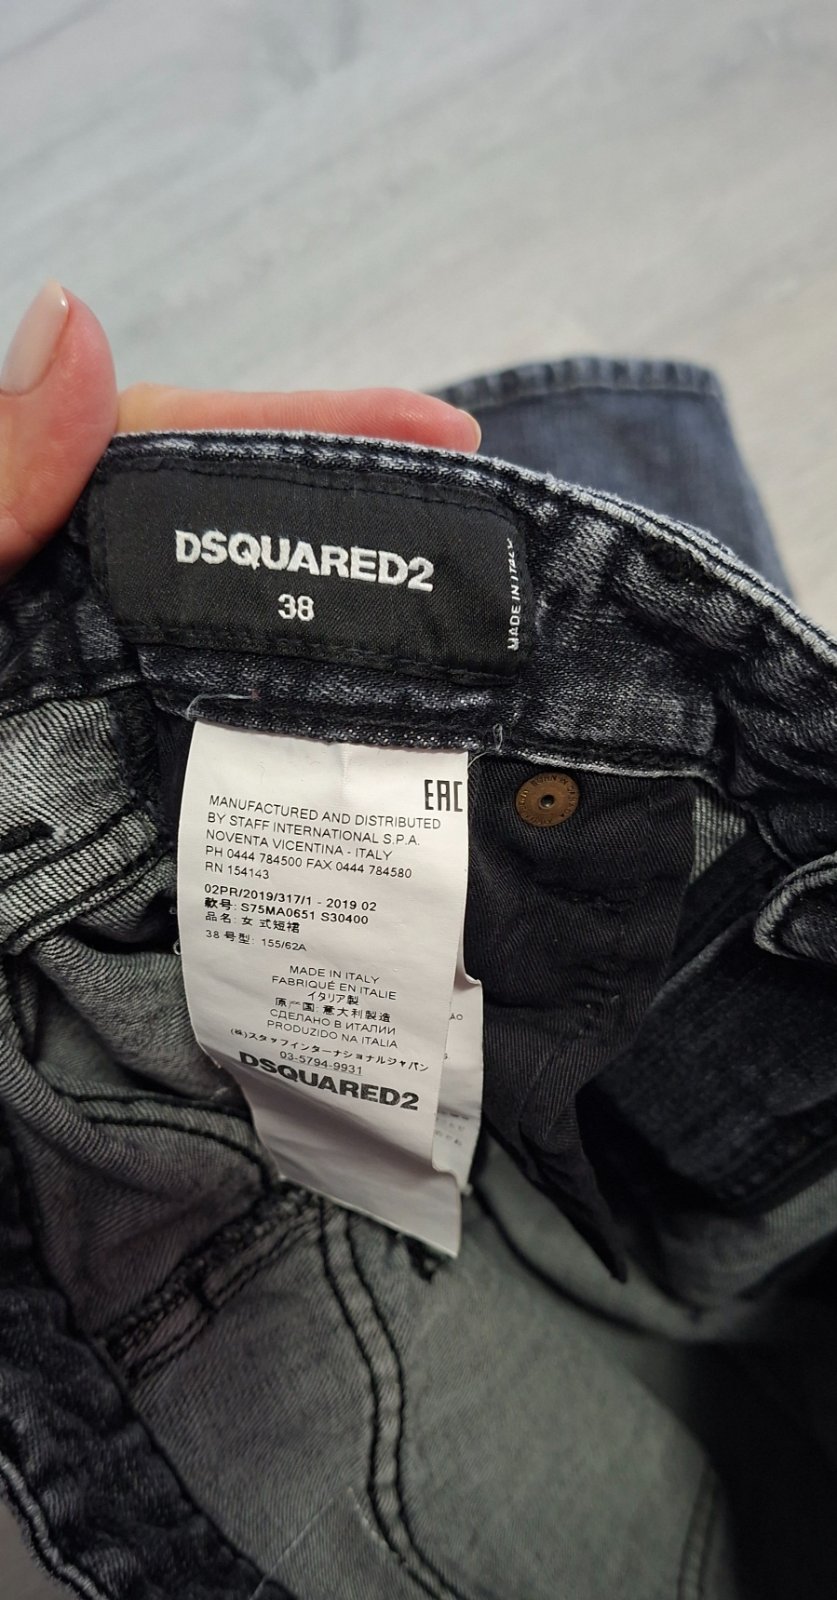 DSQUARED2
38
MADE IN ITALY
EAC
MANUFACTURED AND DISTRIBUTED
BY STAFF INTERNATIONAL S.P.A.
NOVENTA VICENTINA - ITALY
PH 0444 784500 FAX 0444 784580
RN 154143
02PR/2019/317/1 - 2019 02
款号: S75MA0651 S30400
品名: 女 式短裙
38 号型: 155/62A
MADE IN ITALY
FABRIQUÉ EN ITALIE
イタリア製
原一国: 意大利製造
СДЕЛАНО В ИТАЛИИ
PRODUZIDO NA ITALIA
(株)スタッフインターナショナルジャパン
03-5794-9931
DSQUARED2